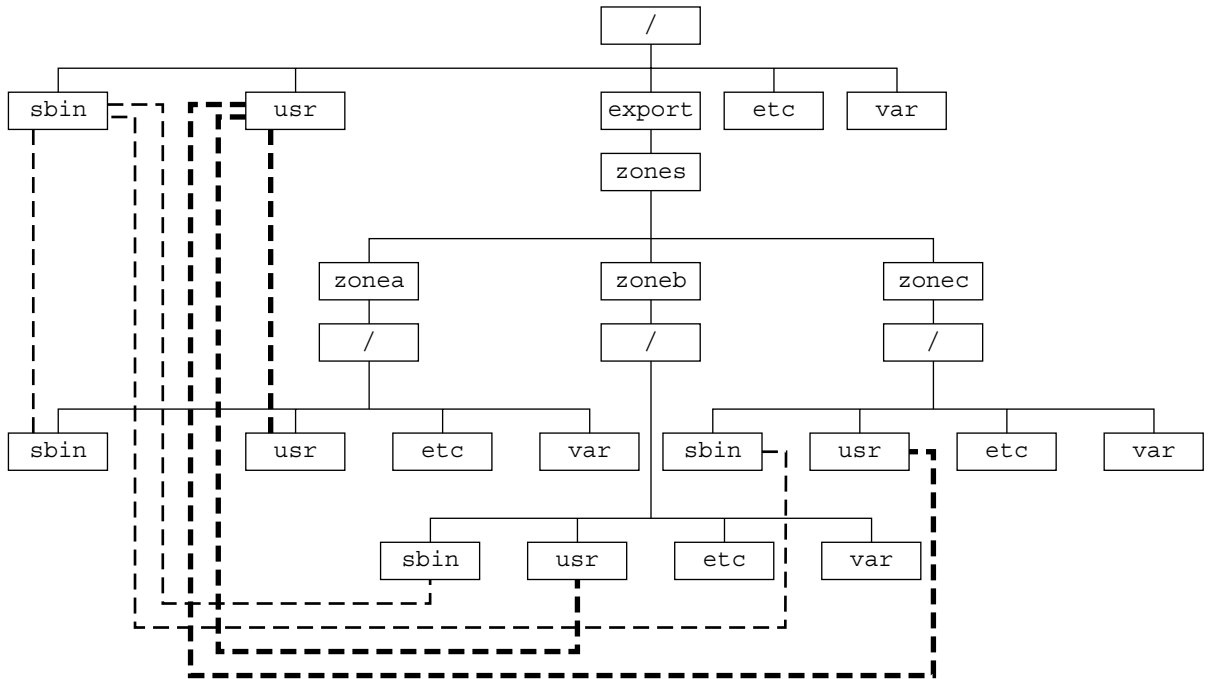 /
sbin usr export etc var
zones
zonea zoneb zonec
/ / /
sbin usr etc var sbin usr etc var
sbin usr etc var